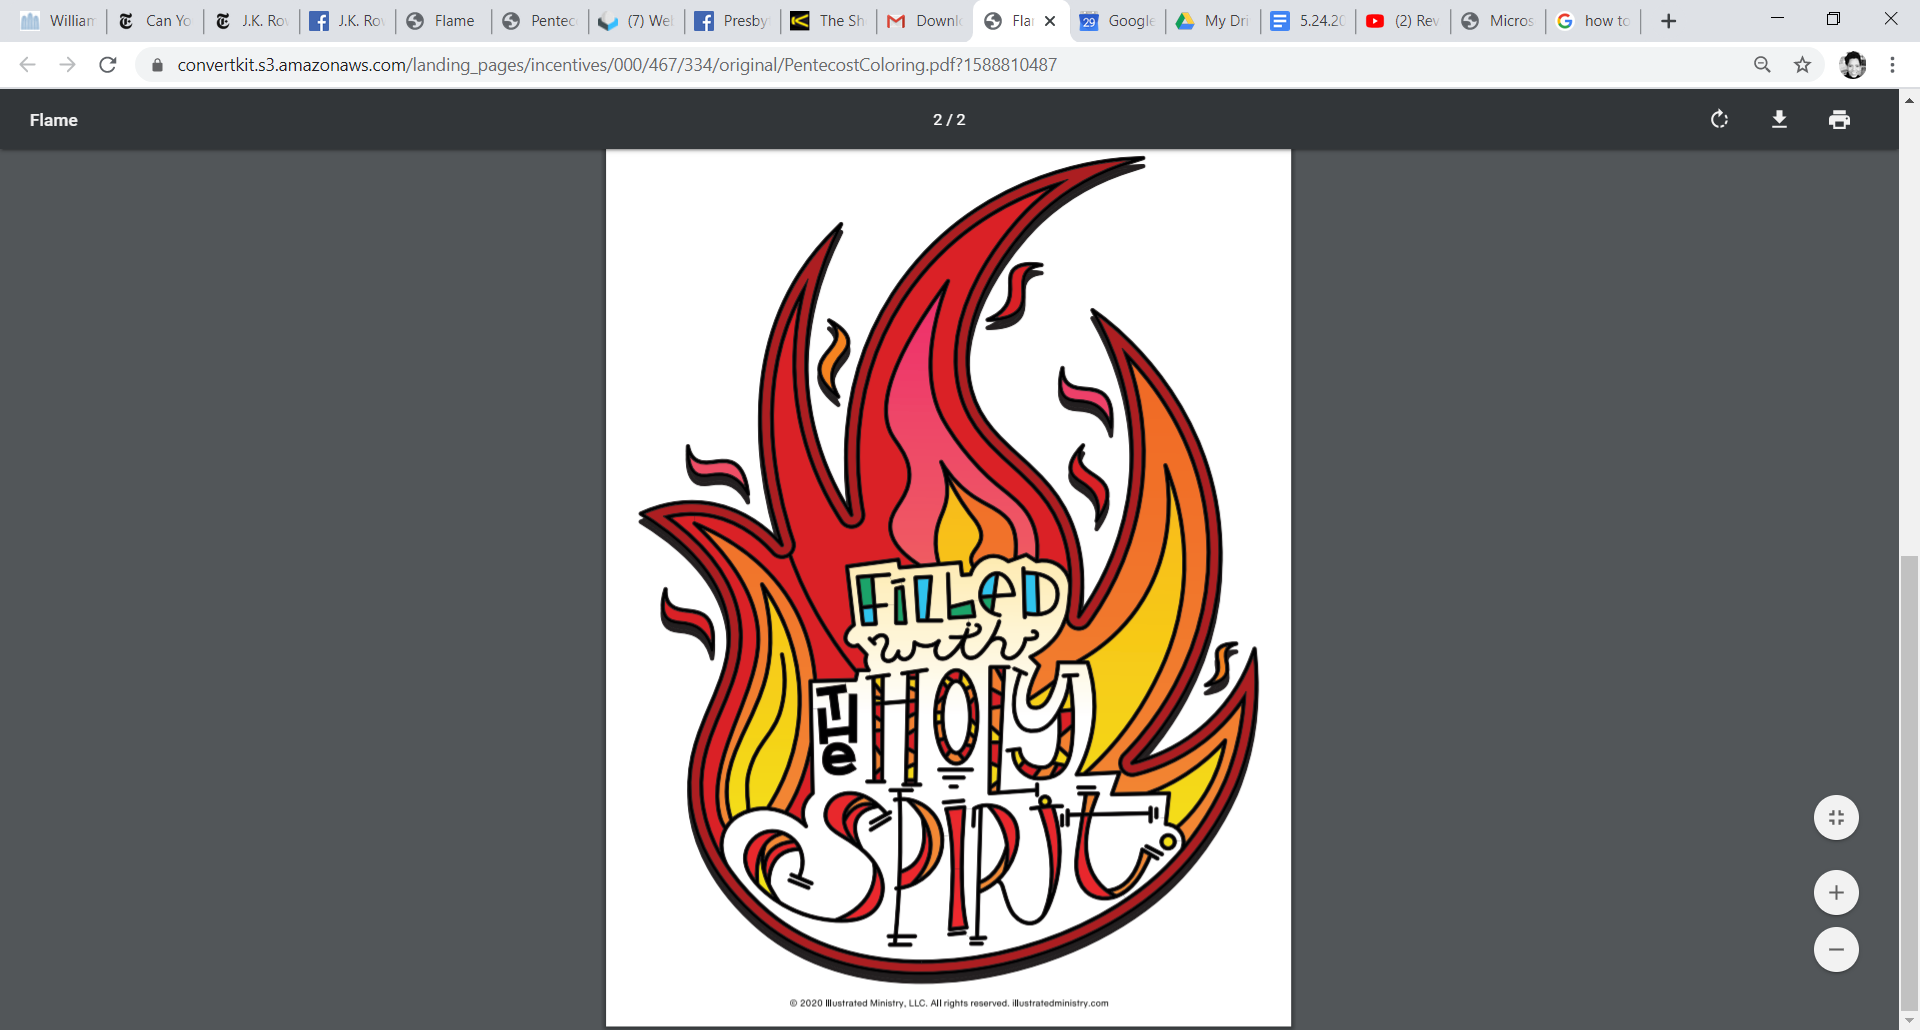 William
Can Yo
J.K. Ro
J.K. Ro
Flame
Pentec
(7) We
Presby
The Sh
Downl
Fla
Google
My Dri
5.24.20
(2) Rev
Micros
how to
convertkit.s3.amazonaws.com/landing_pages/incentives/000/467/334/original/PentecostColoring.pdf?1588810487
Flame
2 / 2
FiLLeD
with
THe HOLY
SPIRit.
© 2020 Illustrated Ministry, LLC. All rights reserved. illustratedministry.com